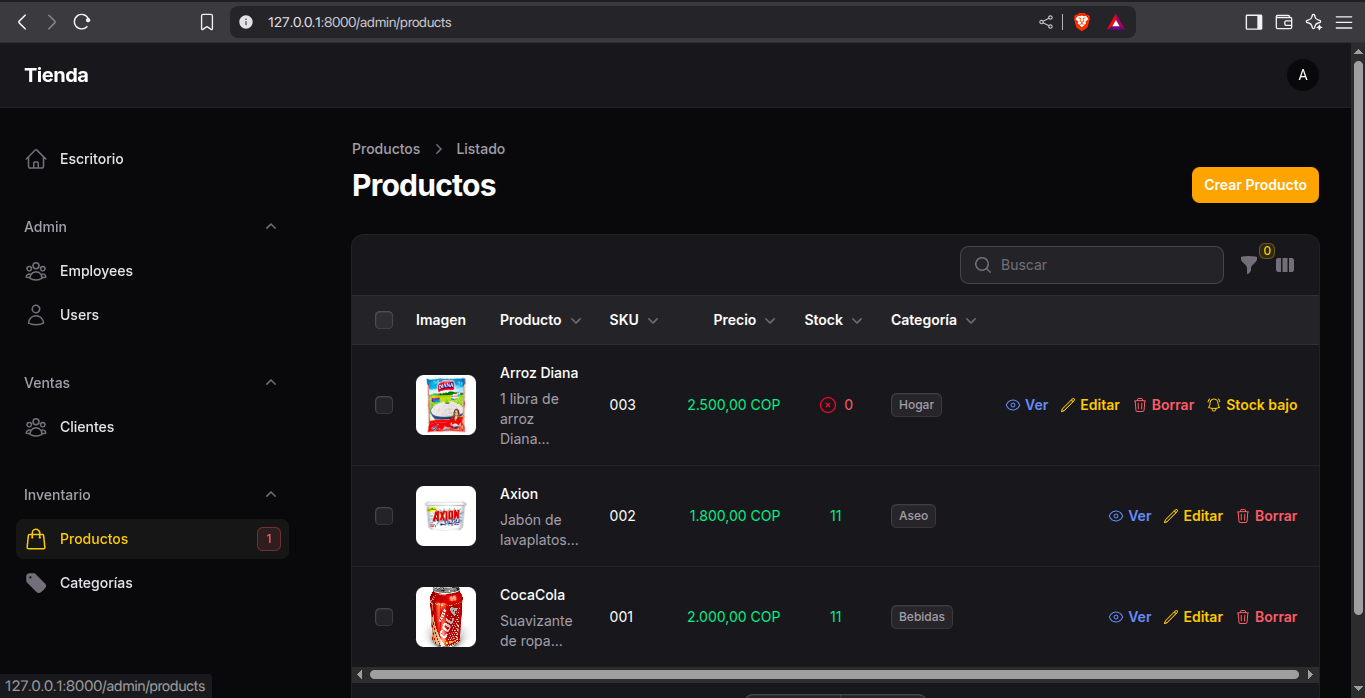 127.0.0.1:8000/admin/products
Tienda
A
Escritorio
Admin
Employees
Users
Ventas
Clientes
Inventario
Productos 1
Categorías
Productos > Listado
Productos
Crear Producto
Buscar
0
Imagen Producto SKU Precio Stock Categoría
Arroz Diana
1 libra de
arroz
Diana...
003 2.500,00 COP 0 Hogar Ver Editar Borrar Stock bajo
DIANA
Axion
Jabón de
lavaplatos...
002 1.800,00 COP 11 Aseo Ver Editar Borrar
AXION
CocaCola
Suavizante
de ropa...
001 2.000,00 COP 11 Bebidas Ver Editar Borrar
COLA
127.0.0.1:8000/admin/products